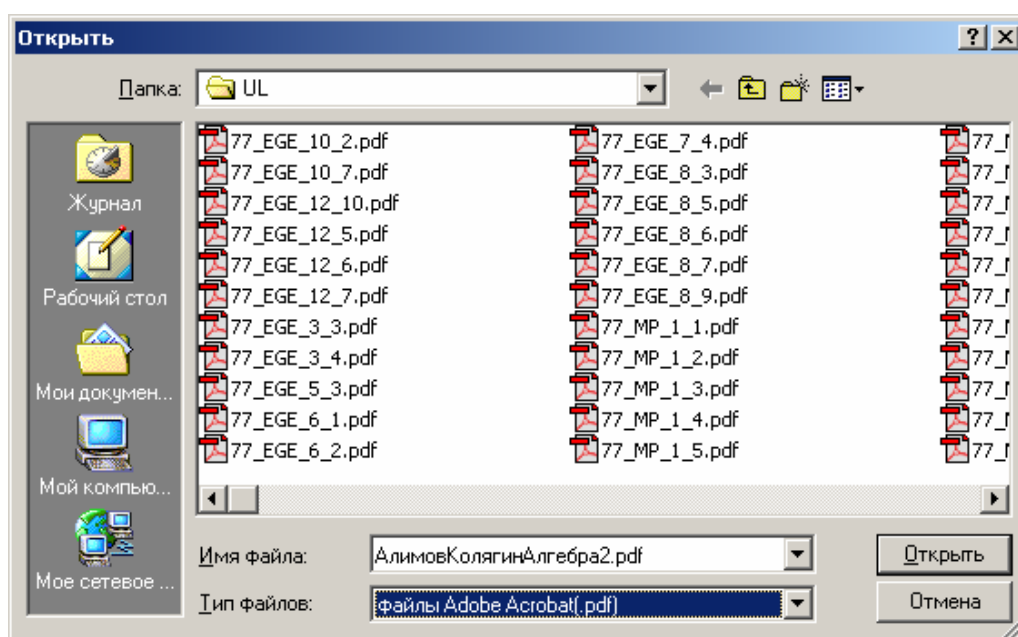 Открыть
Папка: UL
Журнал
Рабочий стол
Мои докумен...
Мой компью...
Мое сетевое ...
77_EGE_10_2.pdf
77_EGE_10_7.pdf
77_EGE_12_10.pdf
77_EGE_12_5.pdf
77_EGE_12_6.pdf
77_EGE_12_7.pdf
77_EGE_3_3.pdf
77_EGE_3_4.pdf
77_EGE_5_3.pdf
77_EGE_6_1.pdf
77_EGE_6_2.pdf
77_EGE_7_4.pdf
77_EGE_8_3.pdf
77_EGE_8_5.pdf
77_EGE_8_6.pdf
77_EGE_8_7.pdf
77_EGE_8_9.pdf
77_MP_1_1.pdf
77_MP_1_2.pdf
77_MP_1_3.pdf
77_MP_1_4.pdf
77_MP_1_5.pdf
Имя файла: АлимовКолягинАлгебра2.pdf Открыть
Тип файлов: файлы Adobe Acrobat(.pdf) Отмена